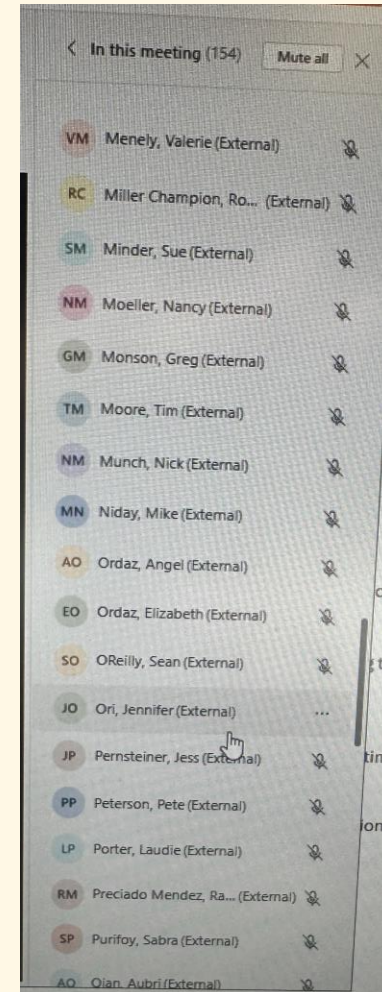 In this meeting (154) Mute all
VM Menely, Valerie (External)
RC Miller Champion, Ro... (External)
SM Minder, Sue (External)
NM Moeller, Nancy (External)
GM Monson, Greg (External)
TM Moore, Tim (External)
NM Munch, Nick (External)
MN Niday, Mike (External)
AO Ordaz, Angel (External)
EO Ordaz, Elizabeth (External)
SO OReilly, Sean (External)
JO Ori, Jennifer (External) ...
JP Pernsteiner, Jess (External)
PP Peterson, Pete (External)
LP Porter, Laudie (External)
RM Preciado Mendez, Ra... (External)
SP Purifoy, Sabra (External)
AQ Qian, Aubri (External)